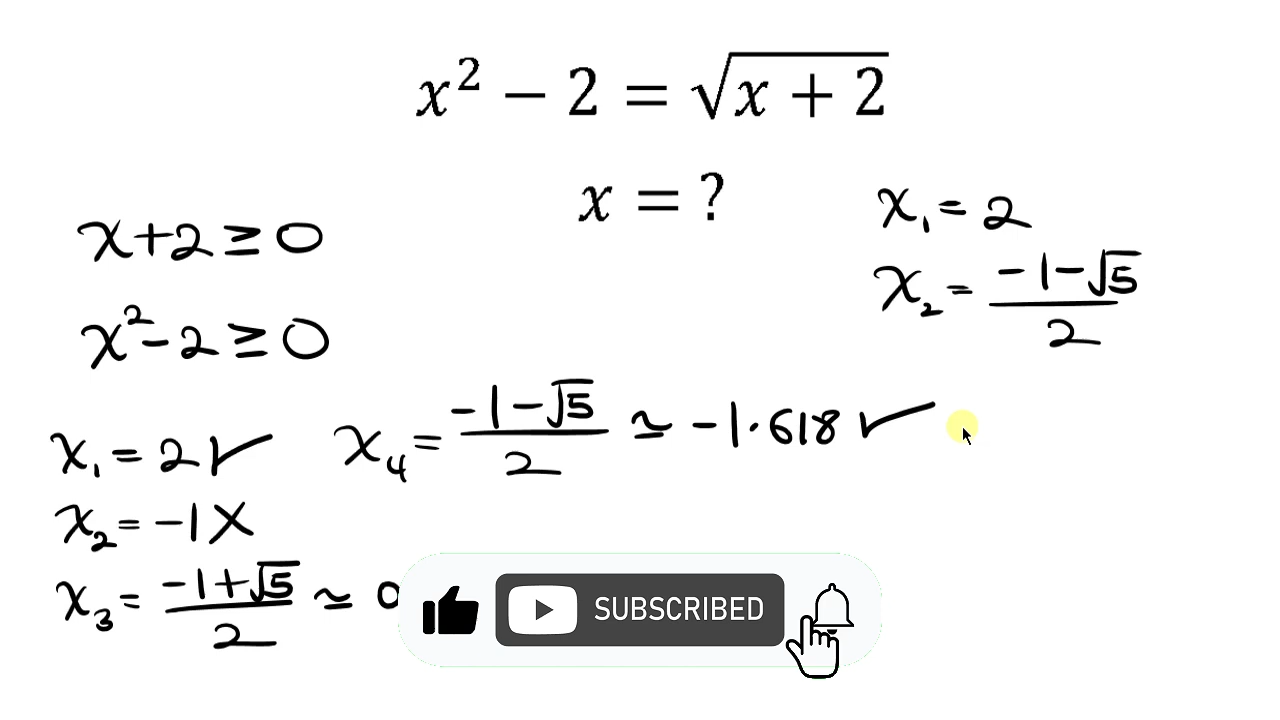 x² − 2 = √(x + 2)
x = ?
x+2 ≥ 0
x²-2 ≥ 0
x₁ = 2
x₂ = (-1-√5)/2
x₁ = 2 ✓
x₄ = (-1-√5)/2 ≃ -1.618 ✓
x₂ = -1 X
x₃ = (-1+√5)/2 ≃ 0
SUBSCRIBED